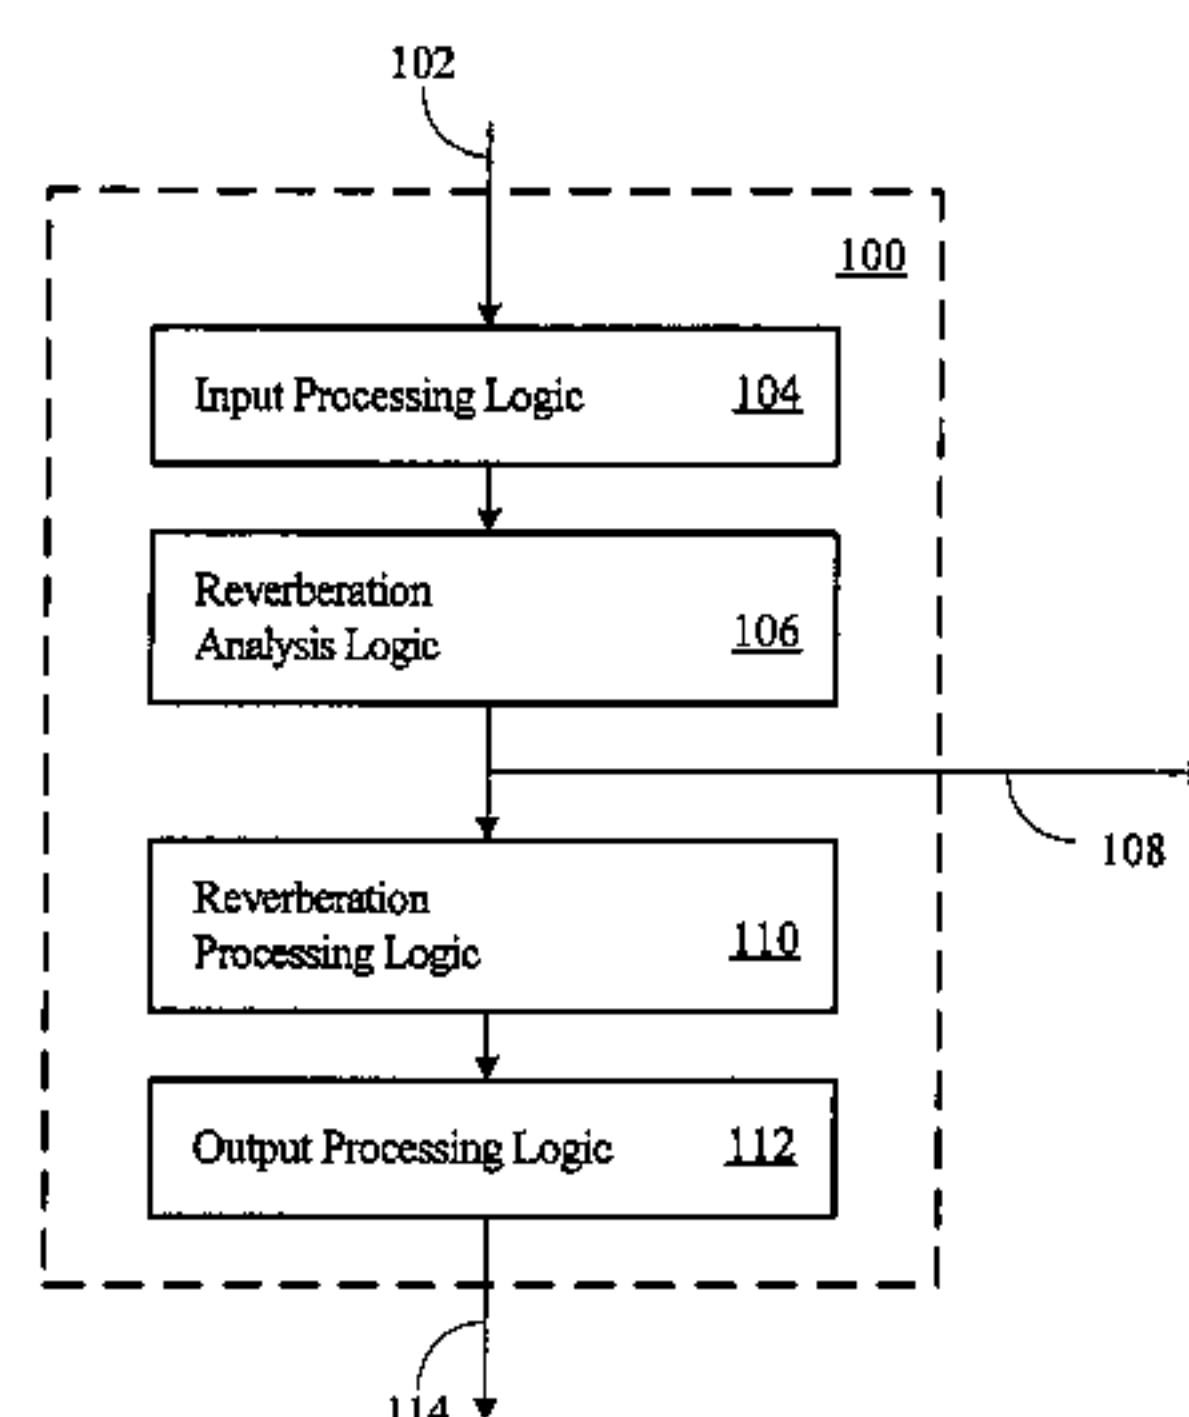 102
100
Input Processing Logic 104
Reverberation
Analysis Logic 106
108
Reverberation
Processing Logic 110
Output Processing Logic 112
114